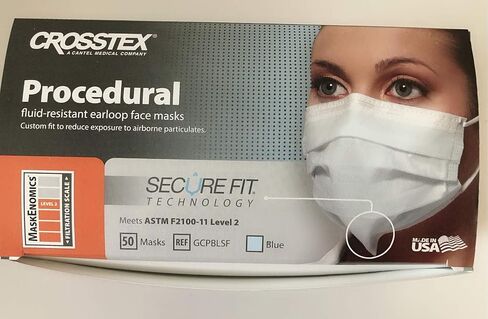 CROSSTEX®
A CANTEL MEDICAL COMPANY
Procedural
fluid-resistant earloop face masks
Custom fit to reduce exposure to airborne particulates.
MASKENOMICS
LEVEL 2
FILTRATION SCALE
SECURE FIT®
TECHNOLOGY
Meets ASTM F2100-11 Level 2
50 Masks REF GCPBLSF Blue
MADE IN
USA